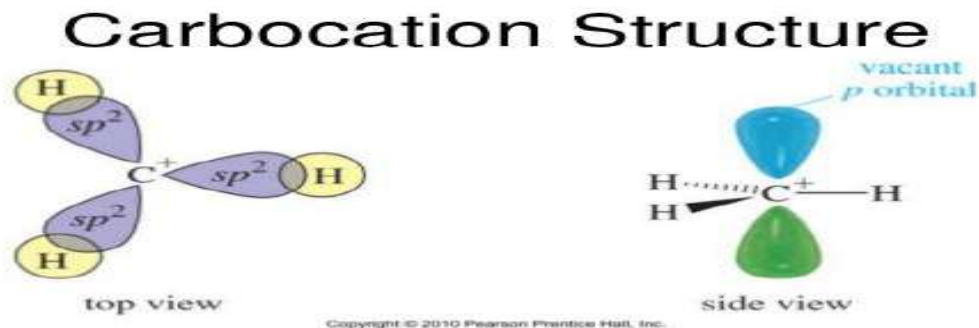 Carbocation Structure
H
sp²
C⁺
sp²
H
sp²
H
top view
vacant
p orbital
H
H
C⁺
H
side view
Copyright © 2010 Pearson Prentice Hall, Inc.